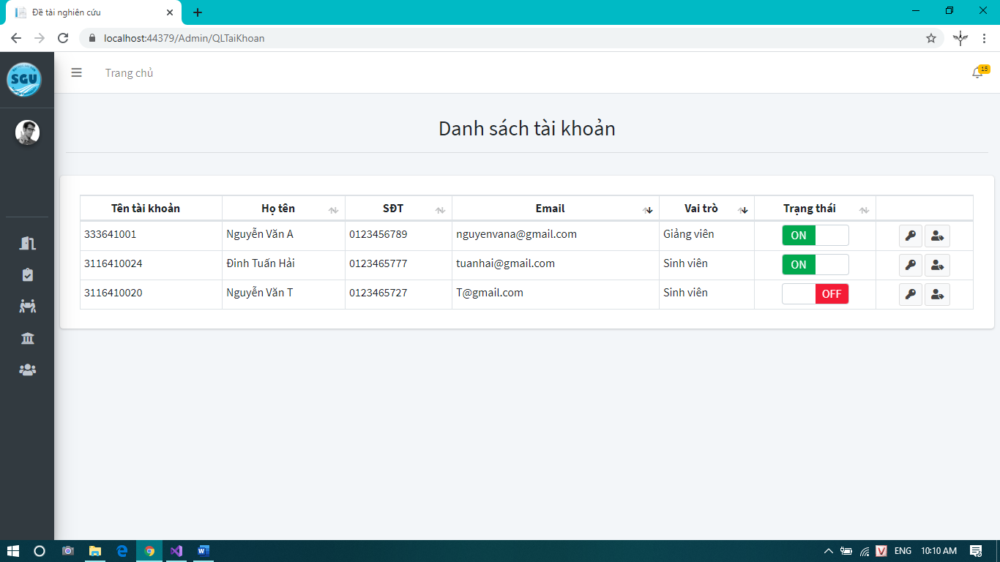 Đề tài nghiên cứu
localhost:44379/Admin/QLTaiKhoan
SGU
Trang chủ
15
Danh sách tài khoản
Tên tài khoản Họ tên SĐT Email Vai trò Trạng thái
333641001 Nguyễn Văn A 0123456789 nguyenvana@gmail.com Giảng viên ON
3116410024 Đinh Tuấn Hải 0123465777 tuanhai@gmail.com Sinh viên ON
3116410020 Nguyễn Văn T 0123465727 T@gmail.com Sinh viên OFF
V ENG 10:10 AM